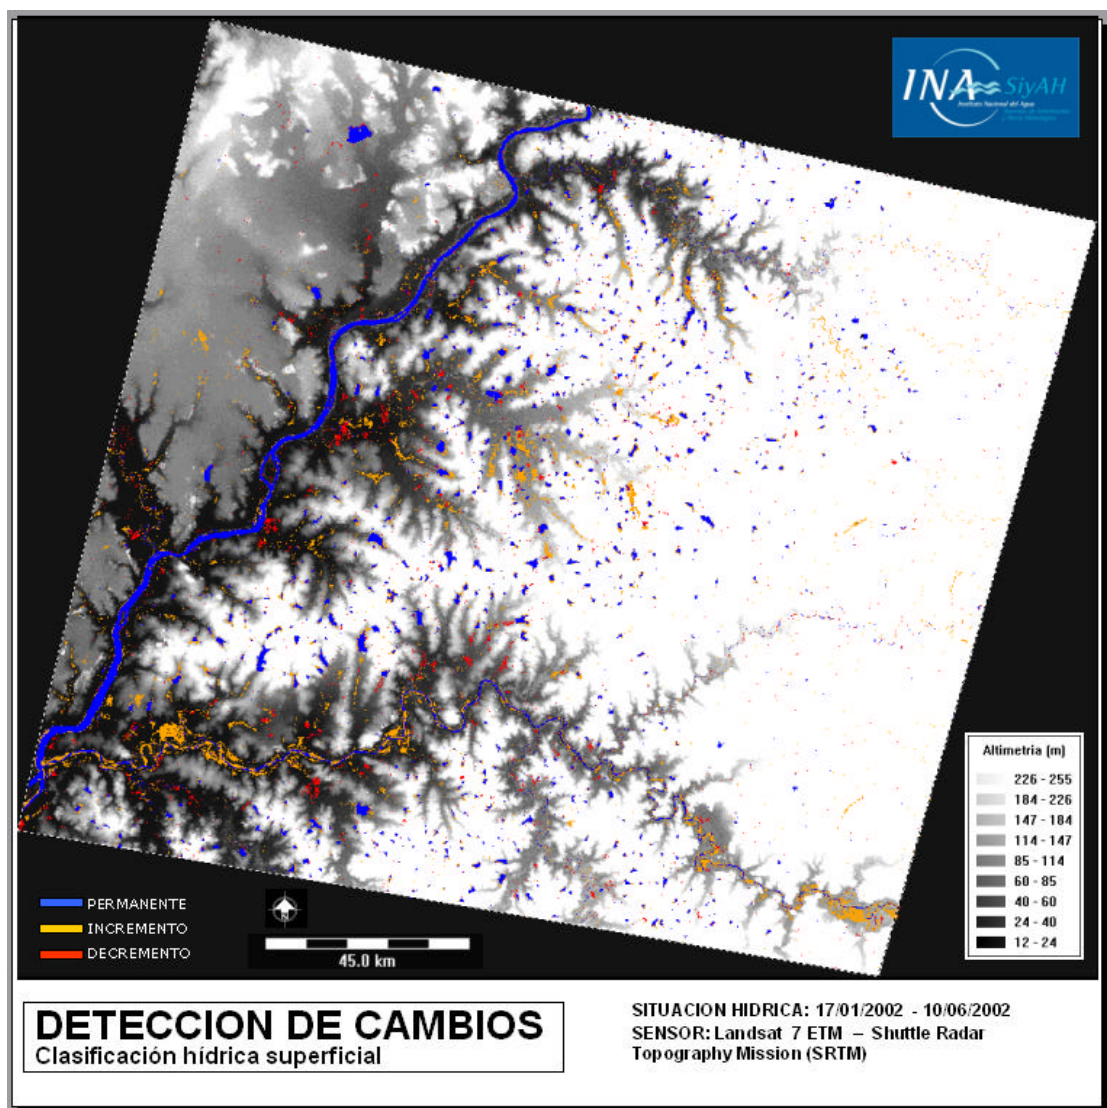 INA
SiyAH
Instituto Nacional del Agua
Altimetria (m)
226 - 255
184 - 226
147 - 184
114 - 147
85 - 114
60 - 85
40 - 60
24 - 40
12 - 24
PERMANENTE
INCREMENTO
DECREMENTO
N
45.0 km
DETECCION DE CAMBIOS
Clasificación hídrica superficial
SITUACION HIDRICA: 17/01/2002 - 10/06/2002
SENSOR: Landsat 7 ETM – Shuttle Radar
Topography Mission (SRTM)